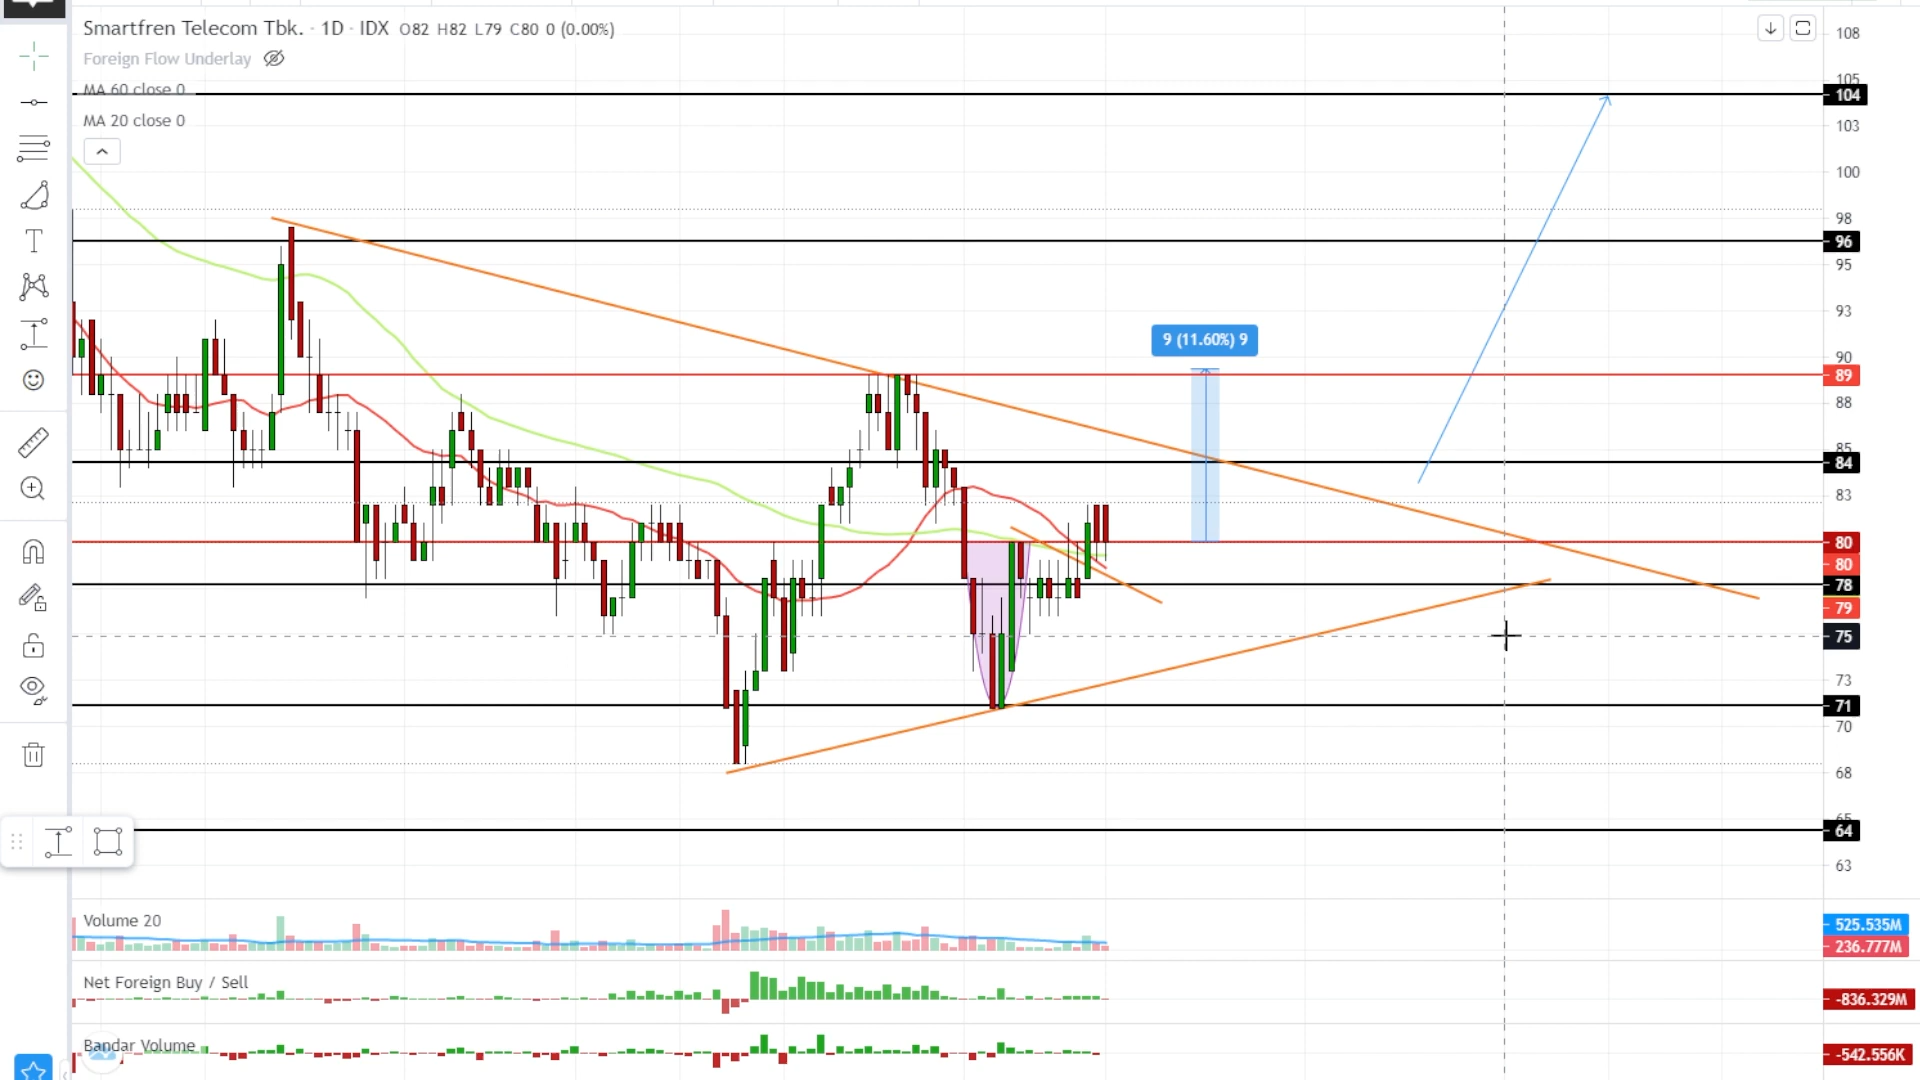 Smartfren Telecom Tbk. · 1D · IDX O82 H82 L79 C80 0 (0.00%)
Foreign Flow Underlay
MA 60 close 0
MA 20 close 0
9 (11.60%) 9
108
105
104
103
100
98
96
95
93
90
89
88
85
84
83
80
80
78
79
75
73
71
70
68
65
64
63
Volume 20
525.535M
236.777M
Net Foreign Buy / Sell
-836.329M
Bandar Volume
-542.556K